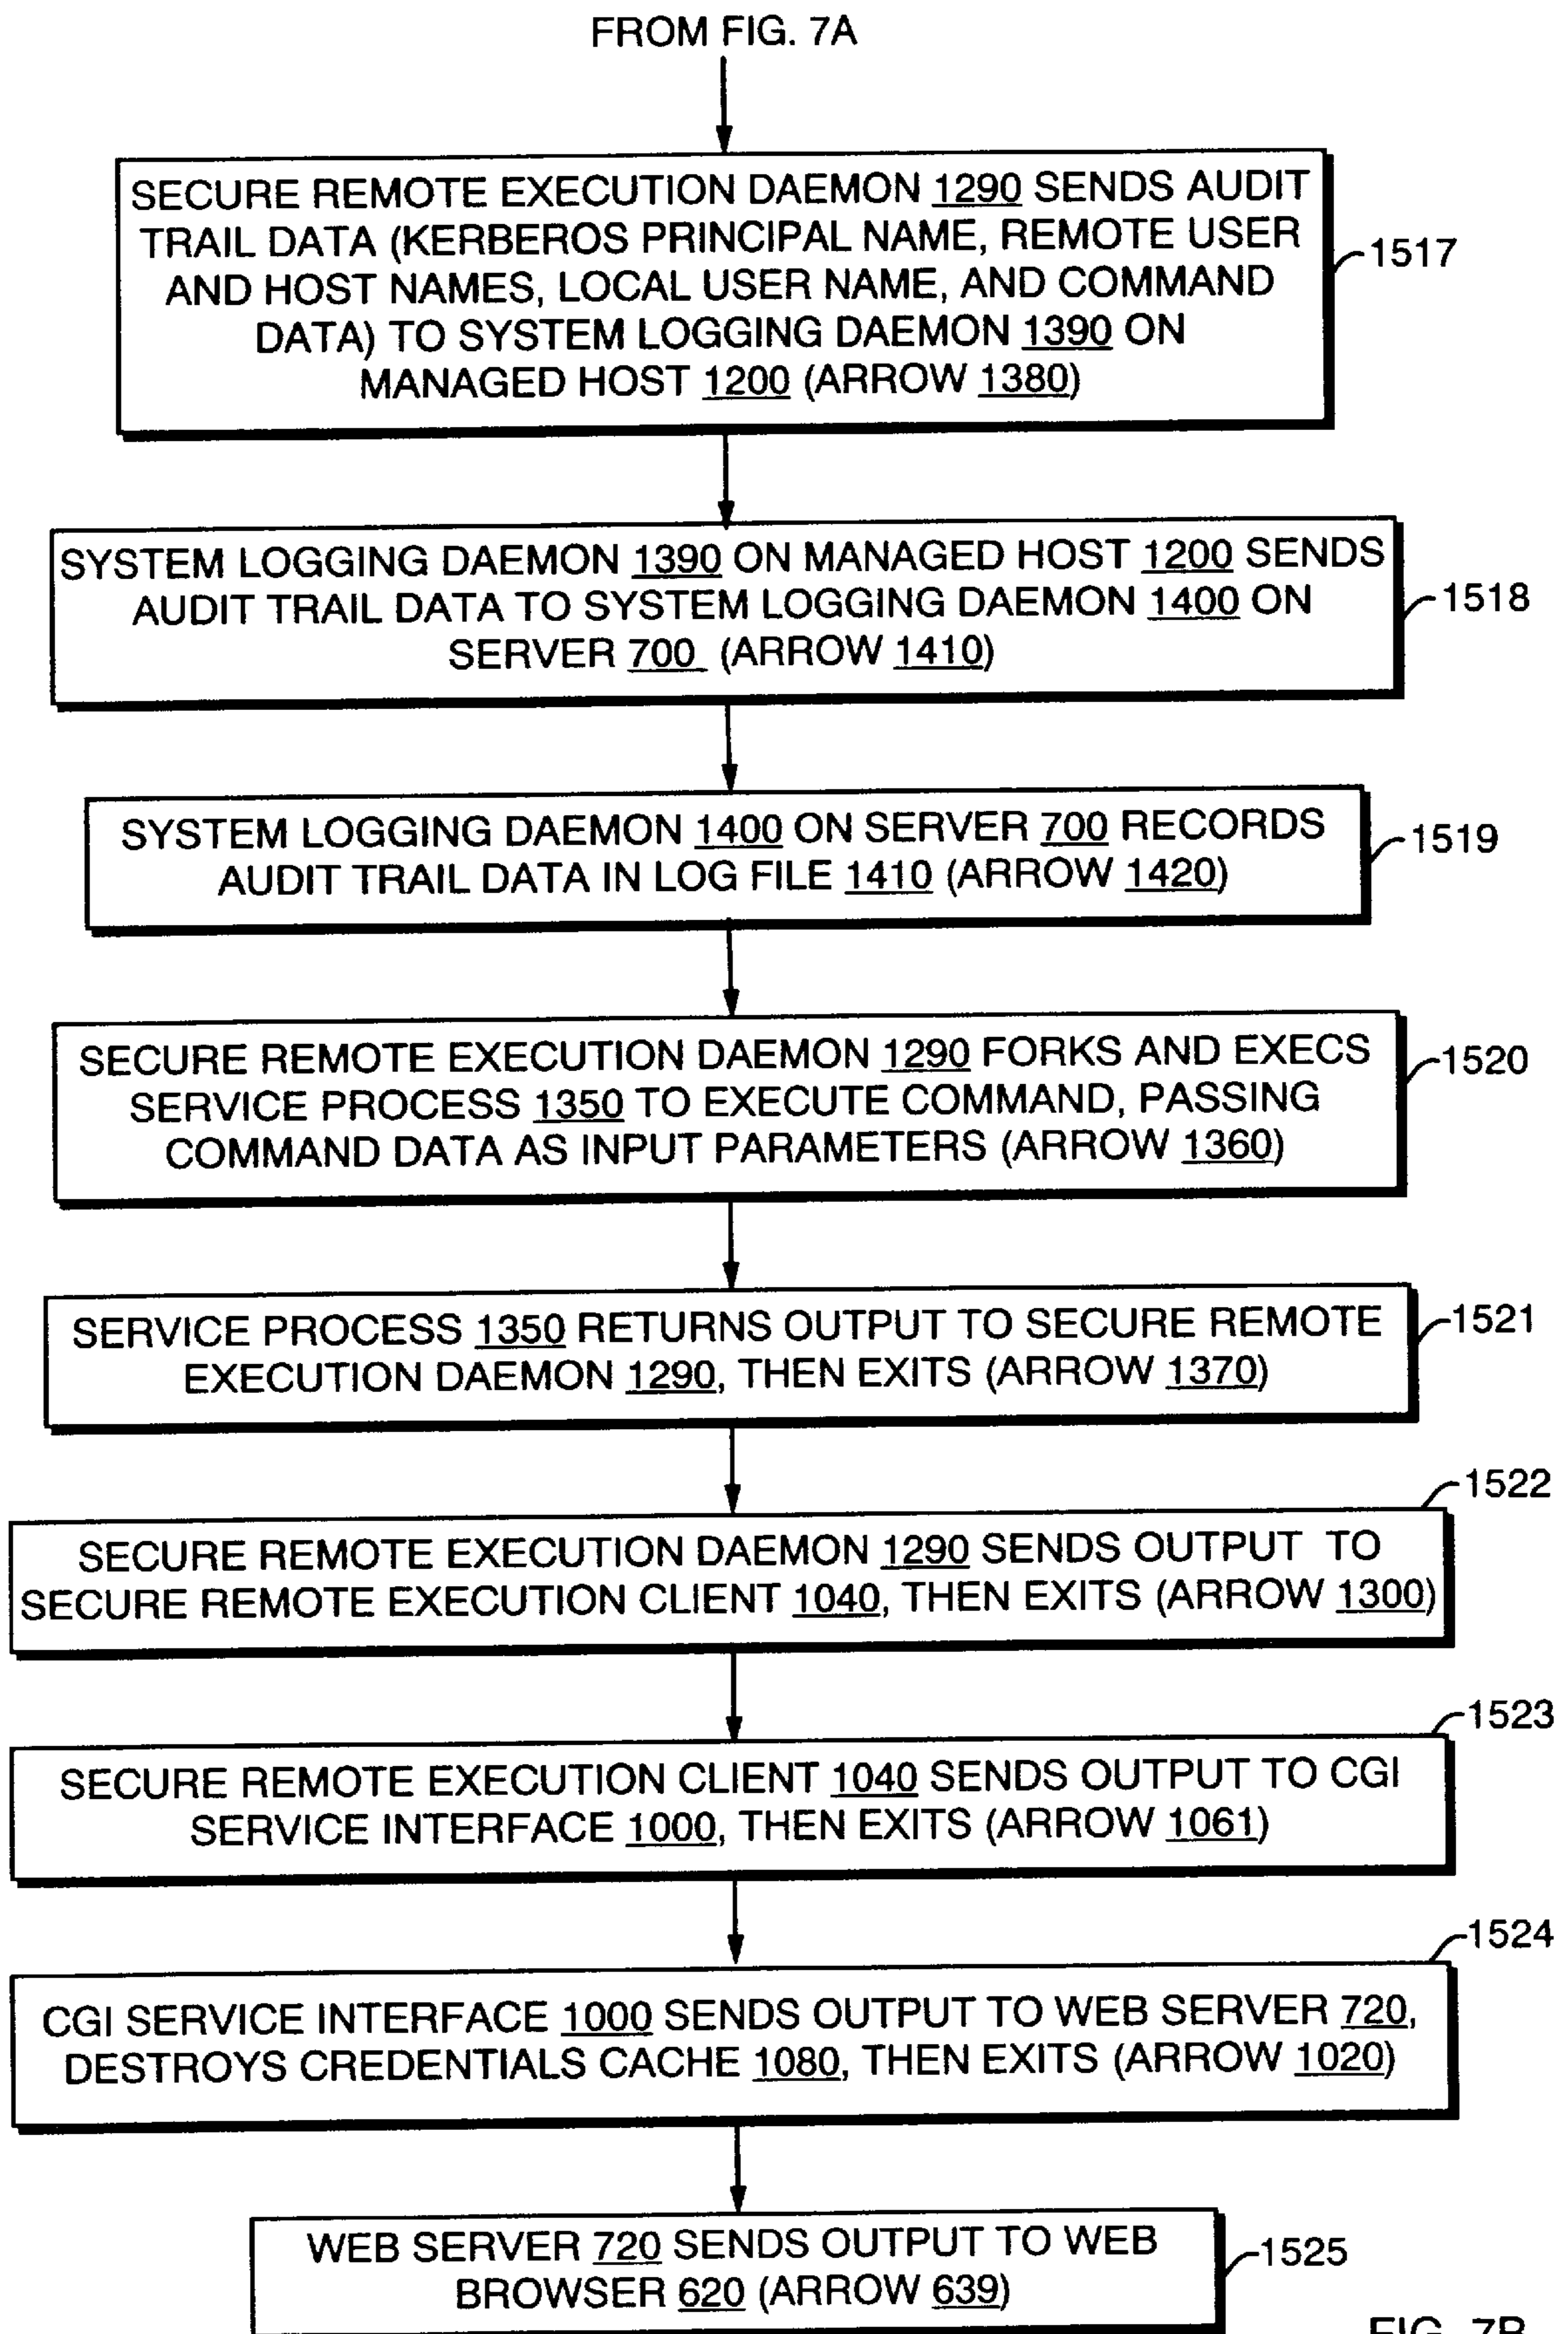 FROM FIG. 7A
SECURE REMOTE EXECUTION DAEMON 1290 SENDS AUDIT
TRAIL DATA (KERBEROS PRINCIPAL NAME, REMOTE USER
AND HOST NAMES, LOCAL USER NAME, AND COMMAND
DATA) TO SYSTEM LOGGING DAEMON 1390 ON
MANAGED HOST 1200 (ARROW 1380)
1517
SYSTEM LOGGING DAEMON 1390 ON MANAGED HOST 1200 SENDS
AUDIT TRAIL DATA TO SYSTEM LOGGING DAEMON 1400 ON
SERVER 700 (ARROW 1410)
1518
SYSTEM LOGGING DAEMON 1400 ON SERVER 700 RECORDS
AUDIT TRAIL DATA IN LOG FILE 1410 (ARROW 1420)
1519
SECURE REMOTE EXECUTION DAEMON 1290 FORKS AND EXECS
SERVICE PROCESS 1350 TO EXECUTE COMMAND, PASSING
COMMAND DATA AS INPUT PARAMETERS (ARROW 1360)
1520
SERVICE PROCESS 1350 RETURNS OUTPUT TO SECURE REMOTE
EXECUTION DAEMON 1290, THEN EXITS (ARROW 1370)
1521
1522
SECURE REMOTE EXECUTION DAEMON 1290 SENDS OUTPUT TO
SECURE REMOTE EXECUTION CLIENT 1040, THEN EXITS (ARROW 1300)
1523
SECURE REMOTE EXECUTION CLIENT 1040 SENDS OUTPUT TO CGI
SERVICE INTERFACE 1000, THEN EXITS (ARROW 1061)
1524
CGI SERVICE INTERFACE 1000 SENDS OUTPUT TO WEB SERVER 720,
DESTROYS CREDENTIALS CACHE 1080, THEN EXITS (ARROW 1020)
WEB SERVER 720 SENDS OUTPUT TO WEB
BROWSER 620 (ARROW 639)
1525
FIG. 7B